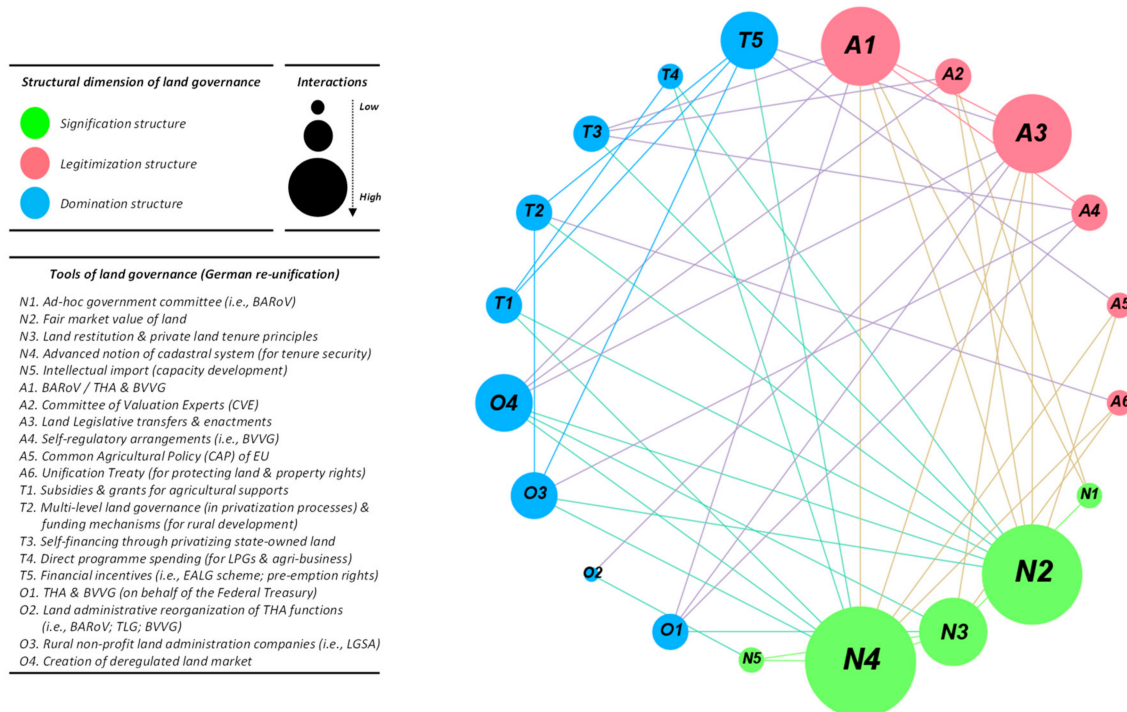 Structural dimension of land governance
Signification structure
Legitimization structure
Domination structure
Interactions
Low
High
Tools of land governance (German re-unification)
N1. Ad-hoc government committee (i.e., BARoV)
N2. Fair market value of land
N3. Land restitution & private land tenure principles
N4. Advanced notion of cadastral system (for tenure security)
N5. Intellectual import (capacity development)
A1. BARoV / THA & BVVG
A2. Committee of Valuation Experts (CVE)
A3. Land Legislative transfers & enactments
A4. Self-regulatory arrangements (i.e., BVVG)
A5. Common Agricultural Policy (CAP) of EU
A6. Unification Treaty (for protecting land & property rights)
T1. Subsidies & grants for agricultural supports
T2. Multi-level land governance (in privatization processes) &
funding mechanisms (for rural development)
T3. Self-financing through privatizing state-owned land
T4. Direct programme spending (for LPGs & agri-business)
T5. Financial incentives (i.e., EALG scheme; pre-emption rights)
O1. THA & BVVG (on behalf of the Federal Treasury)
O2. Land administrative reorganization of THA functions
(i.e., BARoV; TLG; BVVG)
O3. Rural non-profit land administration companies (i.e., LGSA)
O4. Creation of deregulated land market
T5
A1
T4
A2
T3
A3
T2
A4
T1
A5
O4
A6
O3
N1
O2
N2
O1
N3
N5
N4